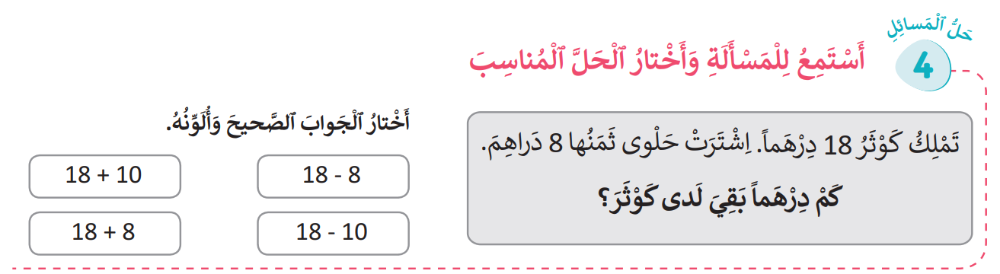 حَلُّ ٱلْمَسائِلِ
4
أَسْتَمِعُ لِلْمَسْأَلَةِ وَأَخْتارُ ٱلْحَلَّ ٱلْمُناسِبَ
تَمْلِكُ كَوْثَرُ 18 دِرْهَماً. اِشْتَرَتْ حَلْوى ثَمَنُها 8 دَراهِمَ.
كَمْ دِرْهَماً بَقِيَ لَدى كَوْثَرَ؟
أَخْتارُ ٱلْجَوابَ ٱلصَّحيحَ وَأُلَوِّنُهُ.
18 - 8
18 + 10
18 - 10
18 + 8